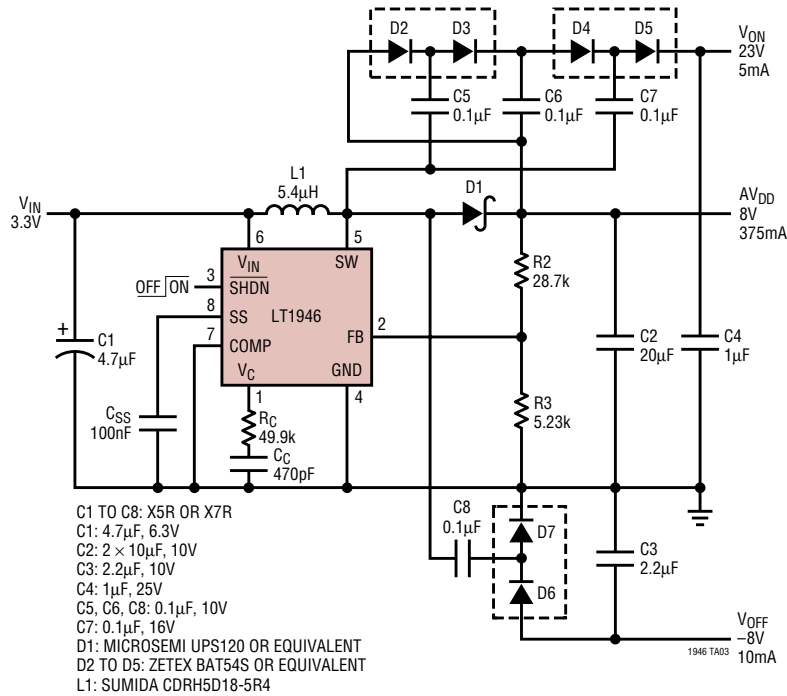 D2
D3
D4
D5
V_ON
23V
5mA
C5
0.1µF
C6
0.1µF
C7
0.1µF
L1
5.4µH
D1
V_IN
3.3V
AV_DD
8V
375mA
6
5
V_IN
SW
3
OFF ON
SHDN
8
SS
LT1946
7
COMP
FB
2
V_C
GND
1
4
R2
28.7k
+
C1
4.7µF
C2
20µF
C4
1µF
C_SS
100nF
R_C
49.9k
C_C
470pF
R3
5.23k
C8
0.1µF
D7
D6
C3
2.2µF
V_OFF
–8V
10mA
C1 TO C8: X5R OR X7R
C1: 4.7µF, 6.3V
C2: 2 × 10µF, 10V
C3: 2.2µF, 10V
C4: 1µF, 25V
C5, C6, C8: 0.1µF, 10V
C7: 0.1µF, 16V
D1: MICROSEMI UPS120 OR EQUIVALENT
D2 TO D5: ZETEX BAT54S OR EQUIVALENT
L1: SUMIDA CDRH5D18-5R4
1946 TA03